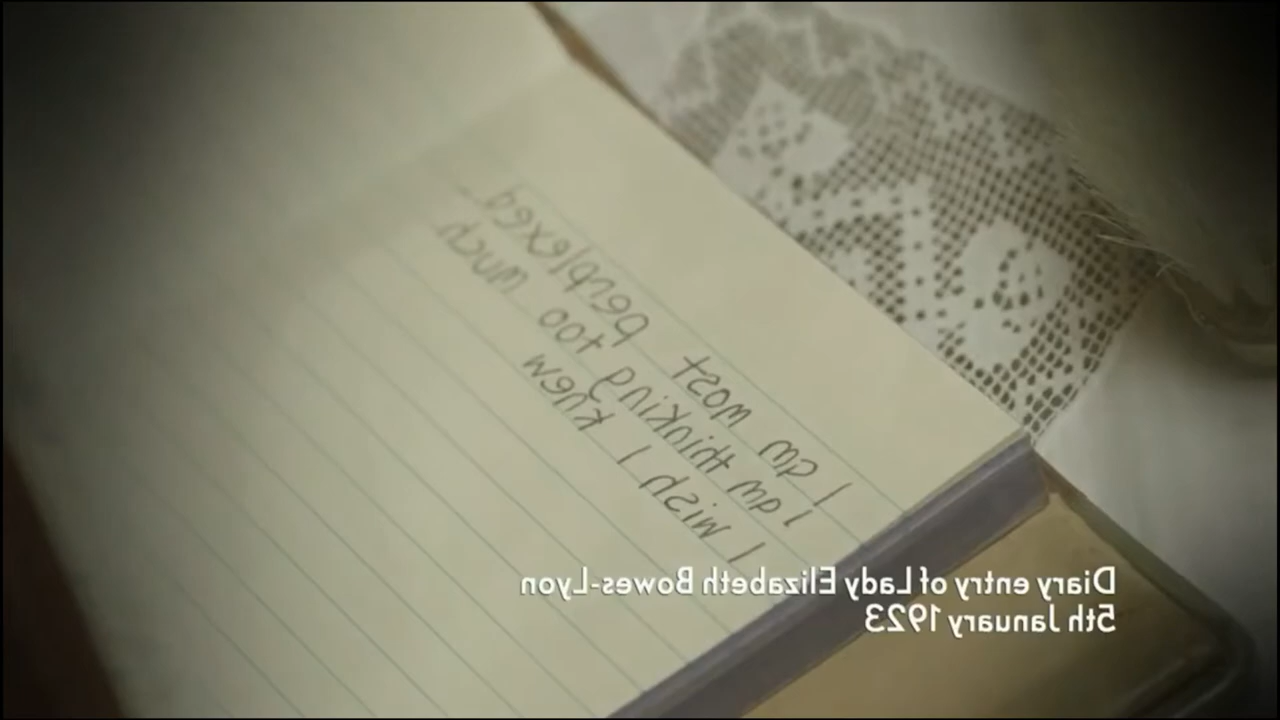 I am most perplexed
I am thinking too much
I wish I knew
Diary entry of Lady Elizabeth Bowes-Lyon
5th January 1923